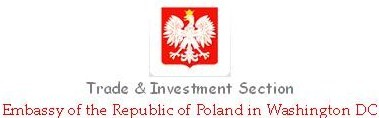 Trade & Investment Section
Embassy of the Republic of Poland in Washington DC